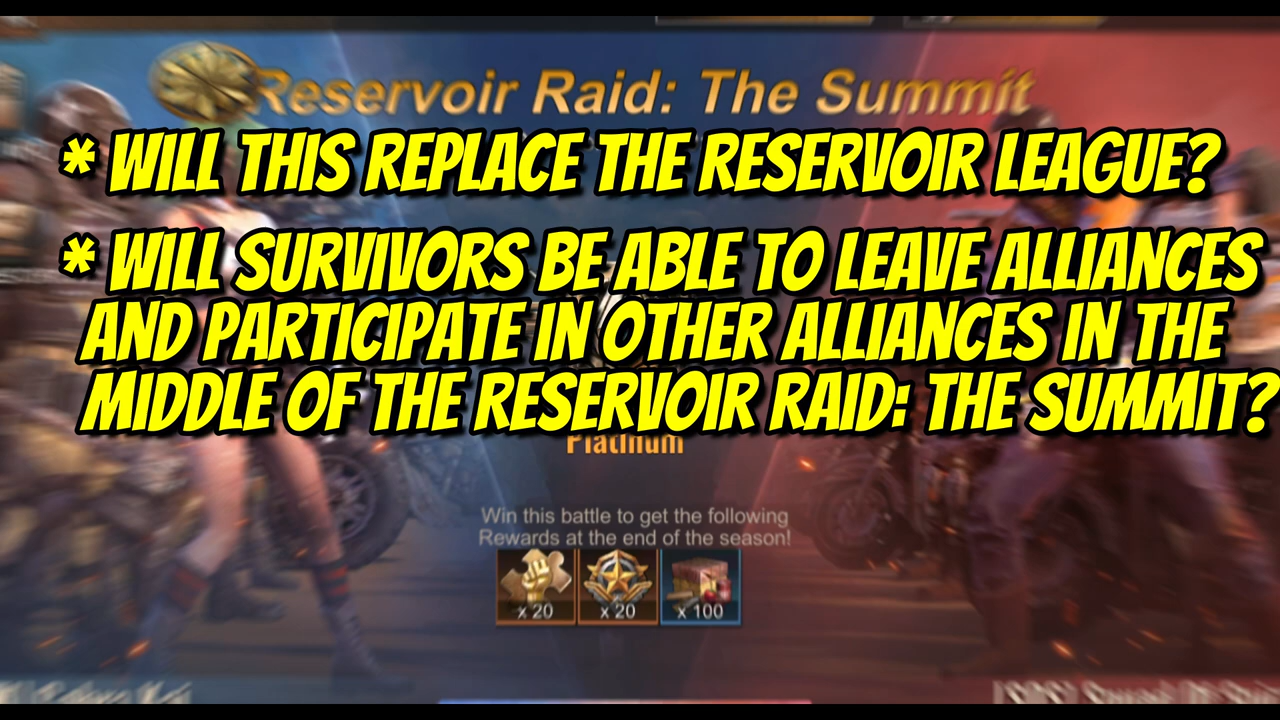 Reservoir Raid: The Summit
* WILL THIS REPLACE THE RESERVOIR LEAGUE?
* WILL SURVIVORS BE ABLE TO LEAVE ALLIANCES
AND PARTICIPATE IN OTHER ALLIANCES IN THE
MIDDLE OF THE RESERVOIR RAID: THE SUMMIT?
Platinum
Win this battle to get the following
Rewards at the end of the season!
x 20 x 20 x 100